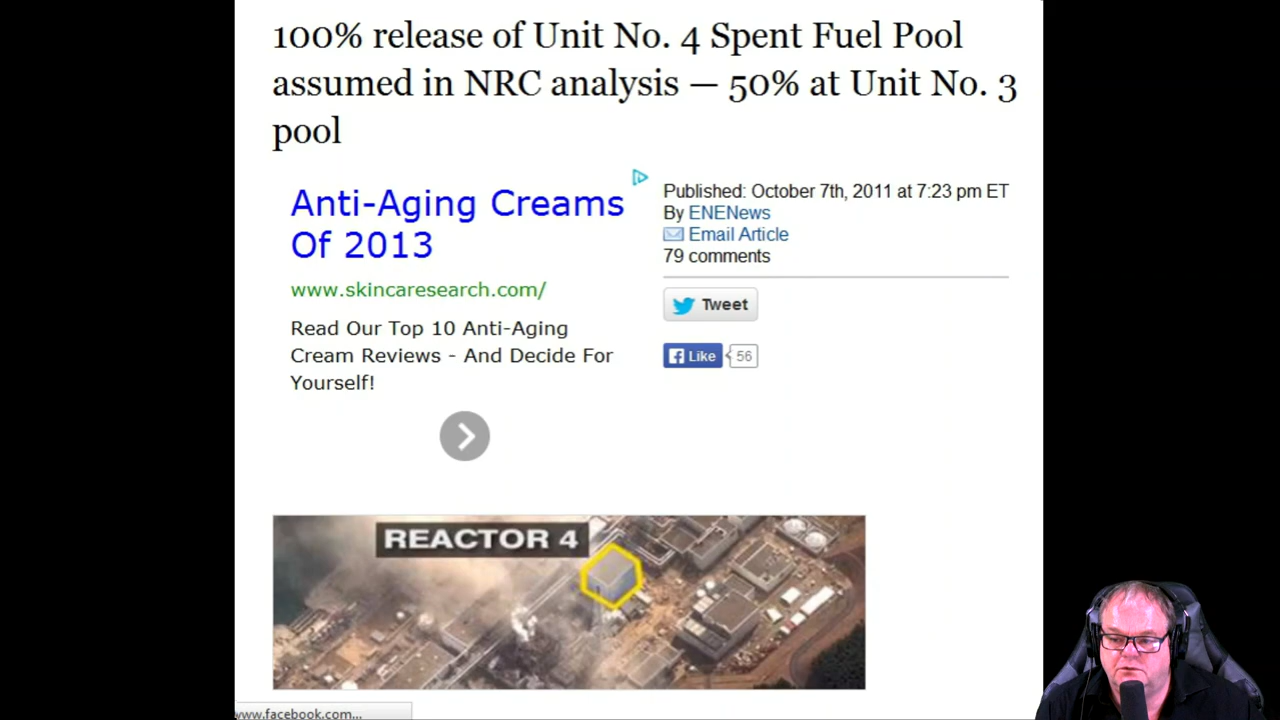 100% release of Unit No. 4 Spent Fuel Pool
assumed in NRC analysis — 50% at Unit No. 3
pool
Anti-Aging Creams
Of 2013
www.skincaresearch.com/
Read Our Top 10 Anti-Aging
Cream Reviews - And Decide For
Yourself!
Published: October 7th, 2011 at 7:23 pm ET
By ENENews
Email Article
79 comments
Tweet
Like 56
REACTOR 4
www.facebook.com...